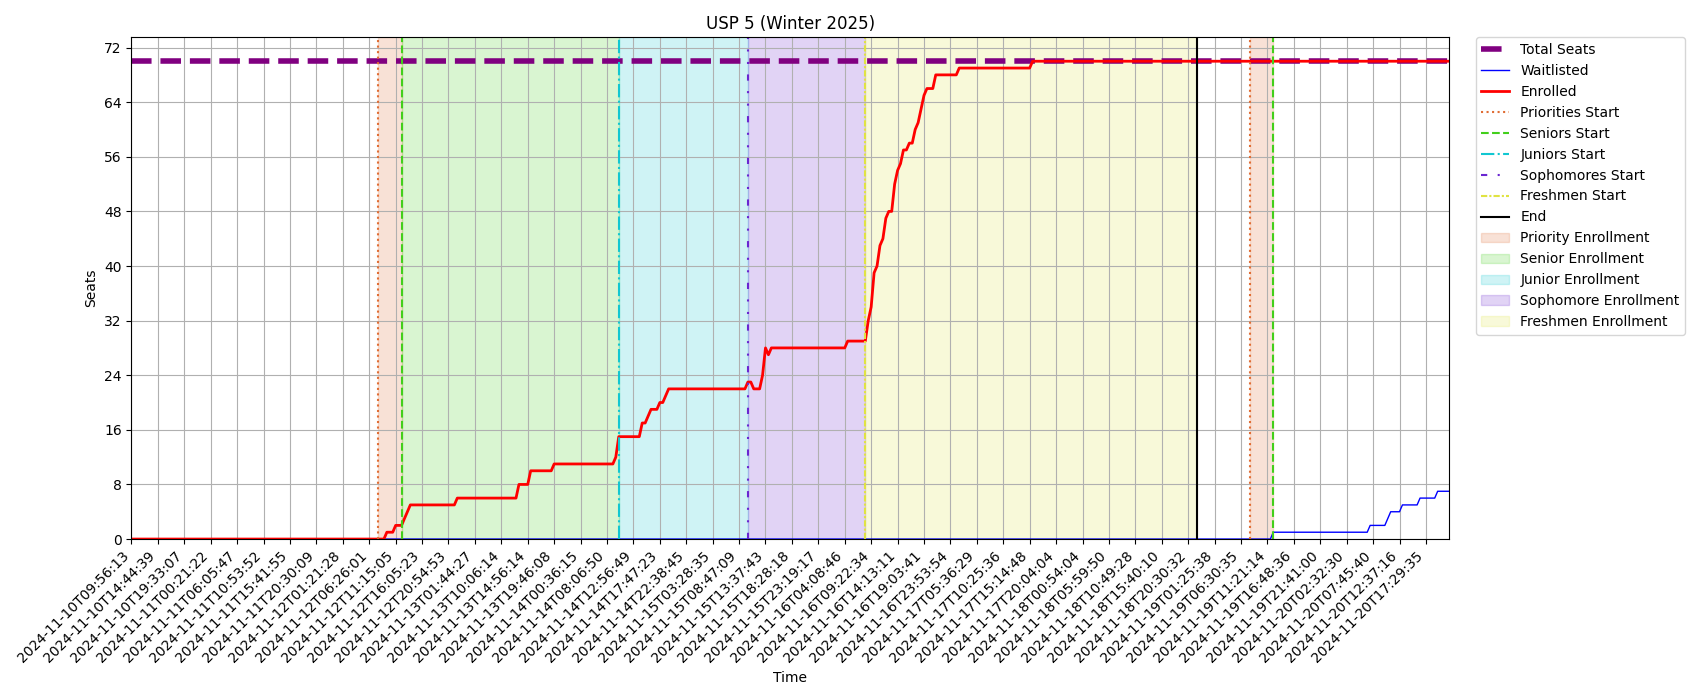 USP 5 (Winter 2025)
72
64
56
48
40
32
24
16
8
0
Seats
2024-11-10T09:56:13
2024-11-10T14:44:39
2024-11-10T19:33:07
2024-11-11T00:21:22
2024-11-11T06:05:47
2024-11-11T10:53:52
2024-11-11T15:41:55
2024-11-11T20:30:09
2024-11-12T01:21:28
2024-11-12T06:26:01
2024-11-12T11:15:05
2024-11-12T16:05:23
2024-11-12T20:54:53
2024-11-13T01:44:27
2024-11-13T10:06:14
2024-11-13T14:56:14
2024-11-13T19:46:08
2024-11-14T00:36:15
2024-11-14T08:06:50
2024-11-14T12:56:49
2024-11-14T17:47:23
2024-11-14T22:38:45
2024-11-15T03:28:35
2024-11-15T08:47:09
2024-11-15T13:37:43
2024-11-15T18:28:18
2024-11-15T23:19:17
2024-11-16T04:08:46
2024-11-16T09:22:34
2024-11-16T14:13:11
2024-11-16T19:03:41
2024-11-16T23:53:54
2024-11-17T05:36:29
2024-11-17T10:25:36
2024-11-17T15:14:48
2024-11-17T20:04:04
2024-11-18T00:54:04
2024-11-18T05:59:50
2024-11-18T10:49:28
2024-11-18T15:40:10
2024-11-18T20:30:32
2024-11-19T01:25:38
2024-11-19T06:30:35
2024-11-19T11:21:14
2024-11-19T16:48:36
2024-11-19T21:41:00
2024-11-20T02:32:30
2024-11-20T07:45:40
2024-11-20T12:37:16
2024-11-20T17:29:35
Time
Total Seats
Waitlisted
Enrolled
Priorities Start
Seniors Start
Juniors Start
Sophomores Start
Freshmen Start
End
Priority Enrollment
Senior Enrollment
Junior Enrollment
Sophomore Enrollment
Freshmen Enrollment